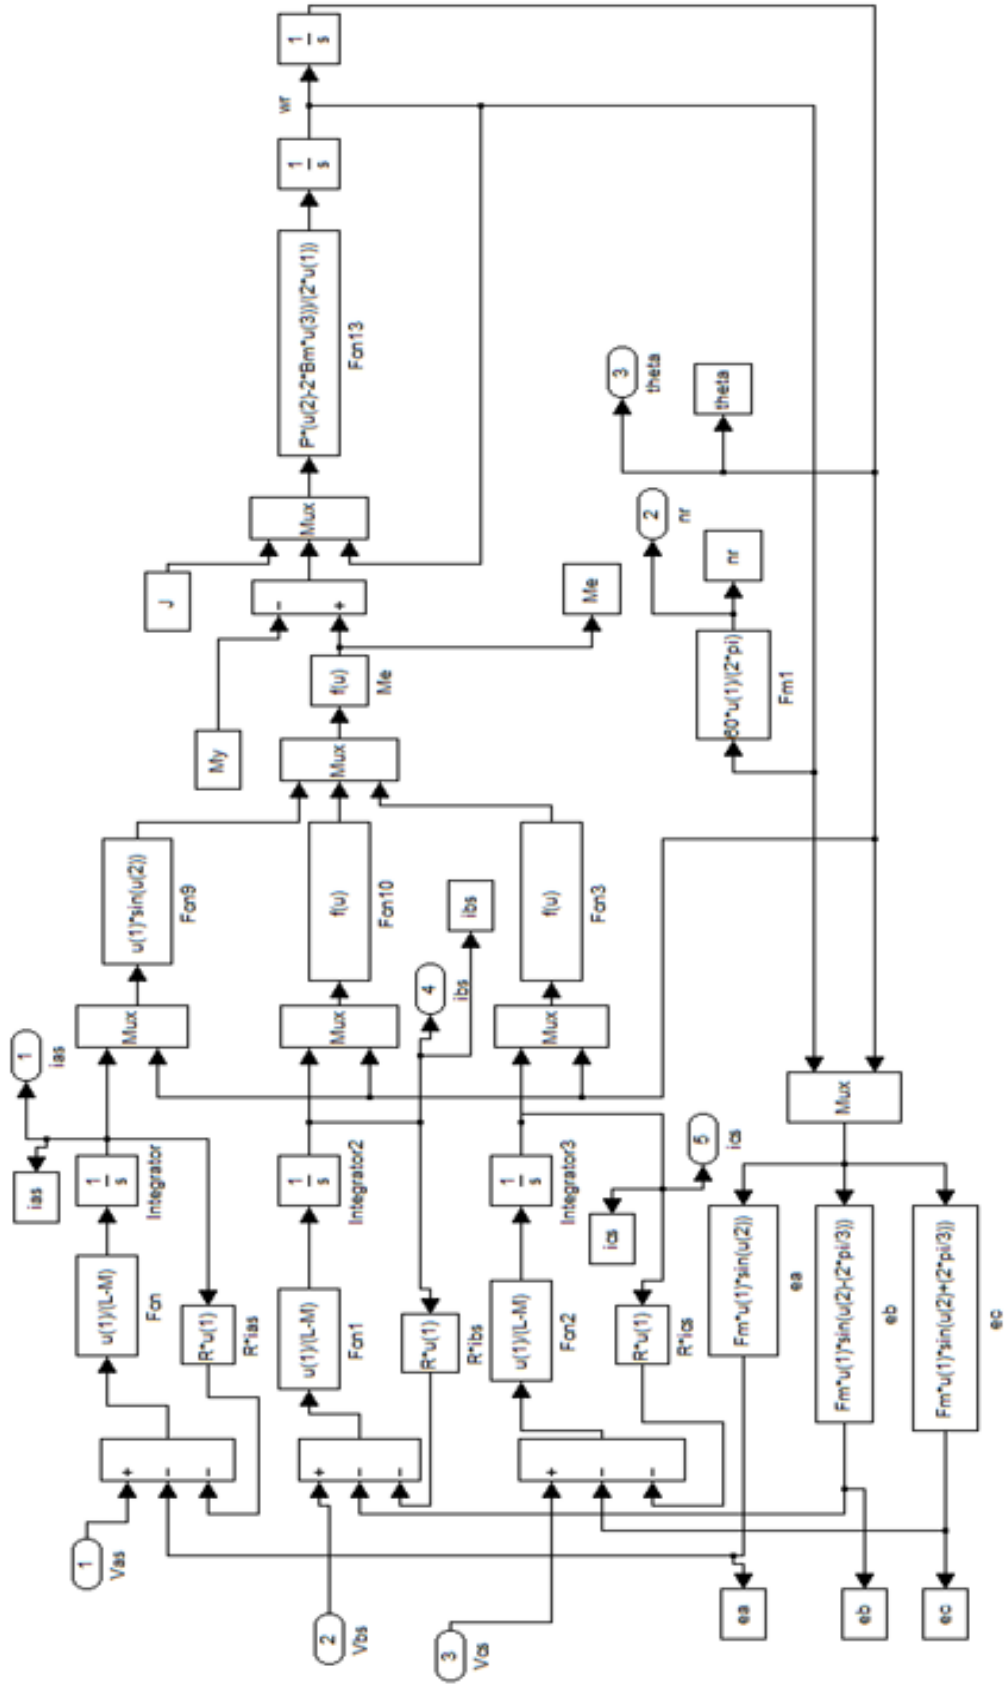 1
Vas
+
-
-
u(1)/(L-M)
Fcn
1
s
Integrator
ias
1
ias
R*u(1)
R*ias
Mux
u(1)*sin(u(2))
Fcn9
2
Vbs
+
-
-
u(1)/(L-M)
Fcn1
1
s
Integrator2
R*u(1)
R*ibs
Mux
f(u)
Fcn10
4
ibs
ibs
3
Vcs
+
-
-
u(1)/(L-M)
Fcn2
1
s
Integrator3
R*u(1)
R*ics
ics
5
ics
Mux
f(u)
Fcn3
Mux
f(u)
Me
My
-
+
Me
J
Mux
P*(u(2)-2*Bm*u(3))/(2*u(1))
Fcn13
1
s
wr
1
s
60*u(1)/(2*pi)
Fm1
2
nr
nr
3
theta
theta
Mux
Fm*u(1)*sin(u(2))
ea
Fm*u(1)*sin(u(2)-(2*pi/3))
eb
Fm*u(1)*sin(u(2)+(2*pi/3))
ec
ea
eb
ec